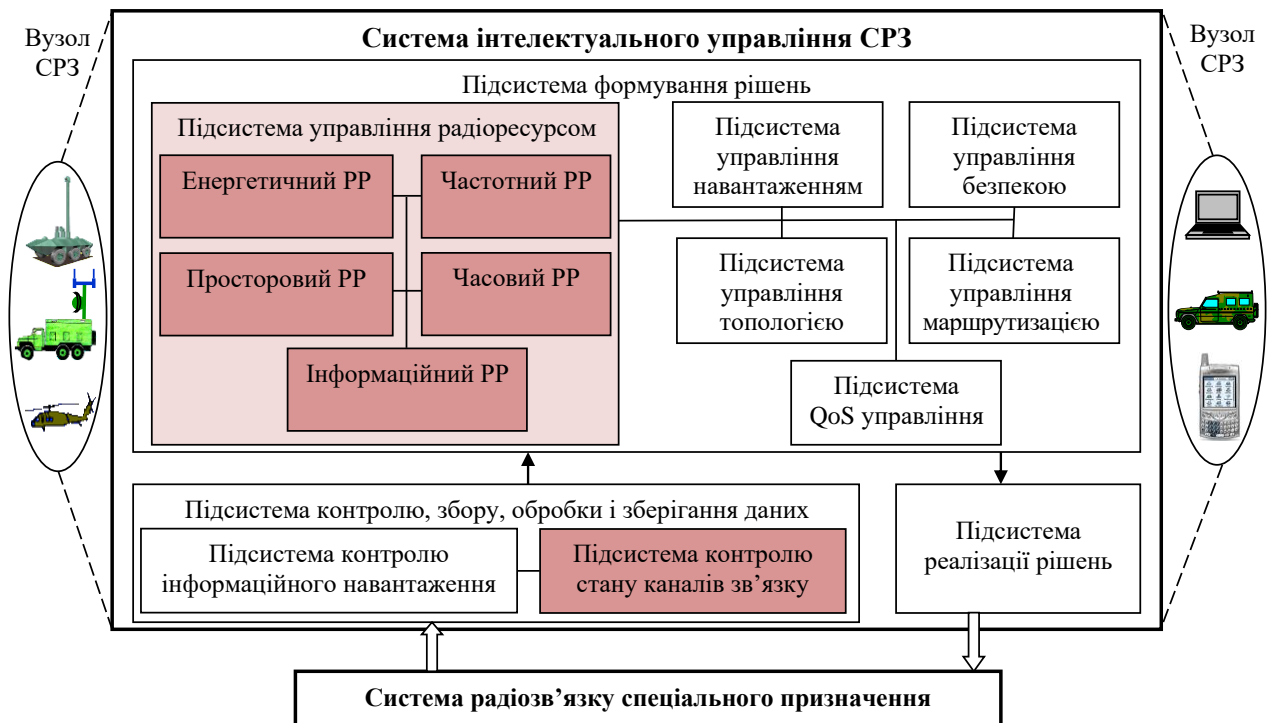 Вузол
СРЗ
Система інтелектуального управління СРЗ
Вузол
СРЗ
Підсистема формування рішень
Підсистема управління радіоресурсом
Енергетичний РР
Частотний РР
Просторовий РР
Часовий РР
Інформаційний РР
Підсистема
управління
навантаженням
Підсистема
управління
безпекою
Підсистема
управління
топологією
Підсистема
управління
маршрутизацією
Підсистема
QoS управління
Підсистема контролю, збору, обробки і зберігання даних
Підсистема контролю
інформаційного навантаження
Підсистема контролю
стану каналів зв’язку
Підсистема
реалізації рішень
Система радіозв’язку спеціального призначення